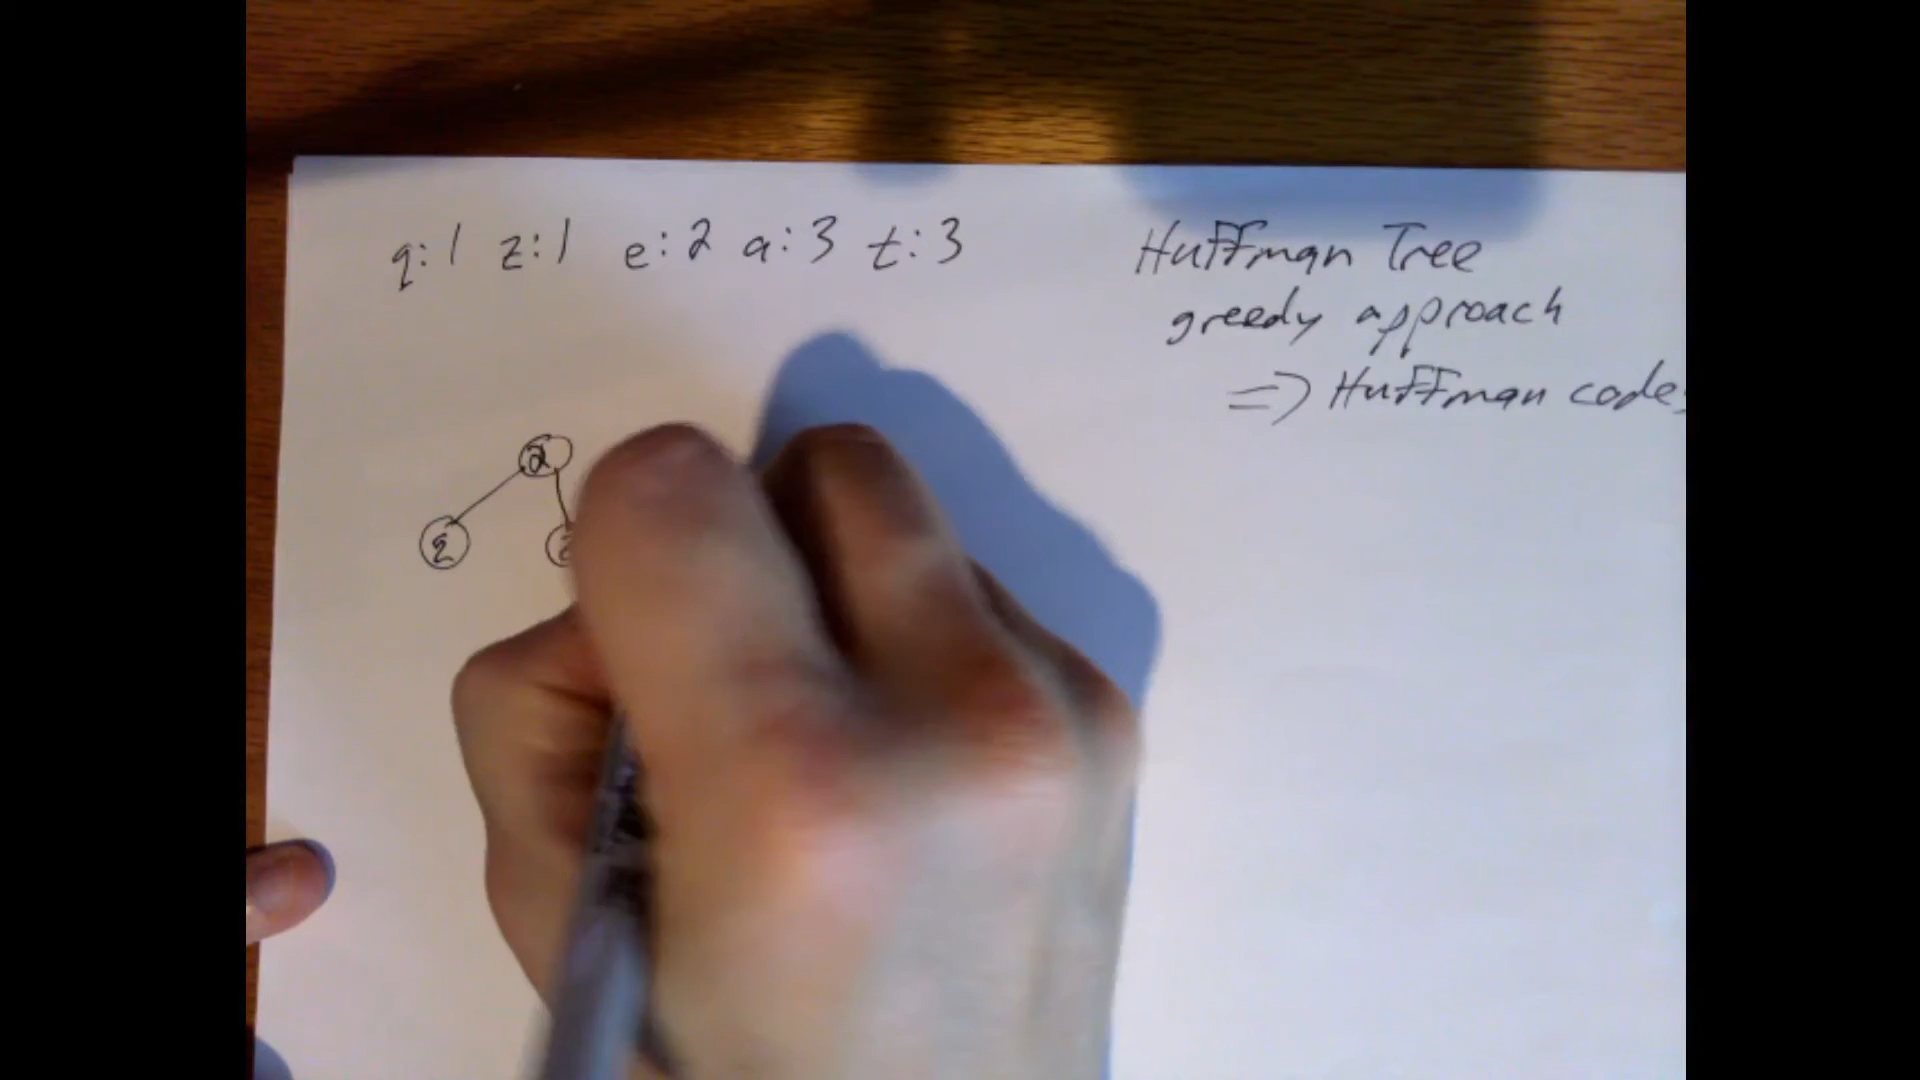 q:1 z:1 e:2 a:3 t:3
Huffman Tree
greedy approach
=> Huffman codes
2
q
z